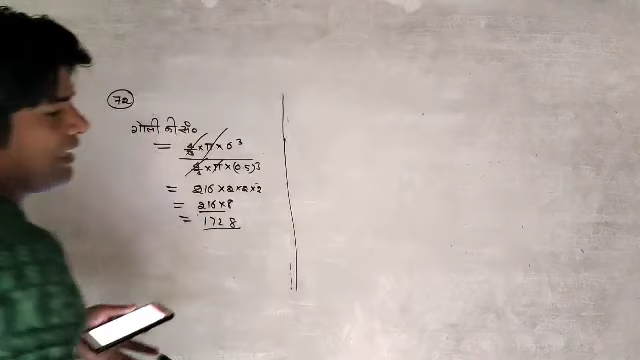 72
गोली की सं०
= 4/3 × π × 6³
4/3 × π × (0.5)³
= 216 × 2 × 2 × 2
= 216 × 8
= 1728